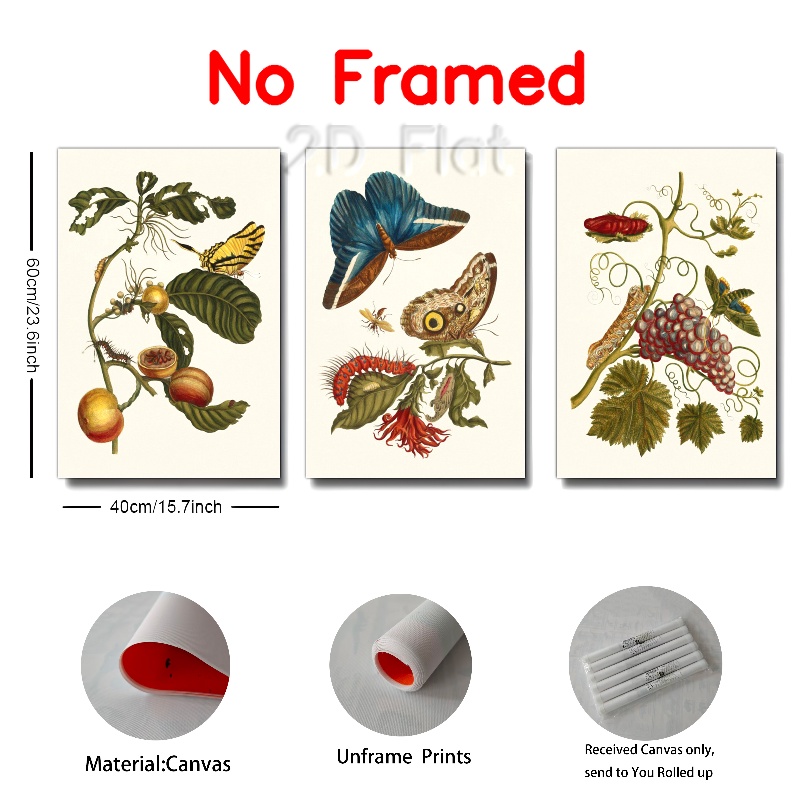 No Framed
2D Flat
60cm/23.6inch
40cm/15.7inch
Material:Canvas
Unframe Prints
Received Canvas only,
send to You Rolled up